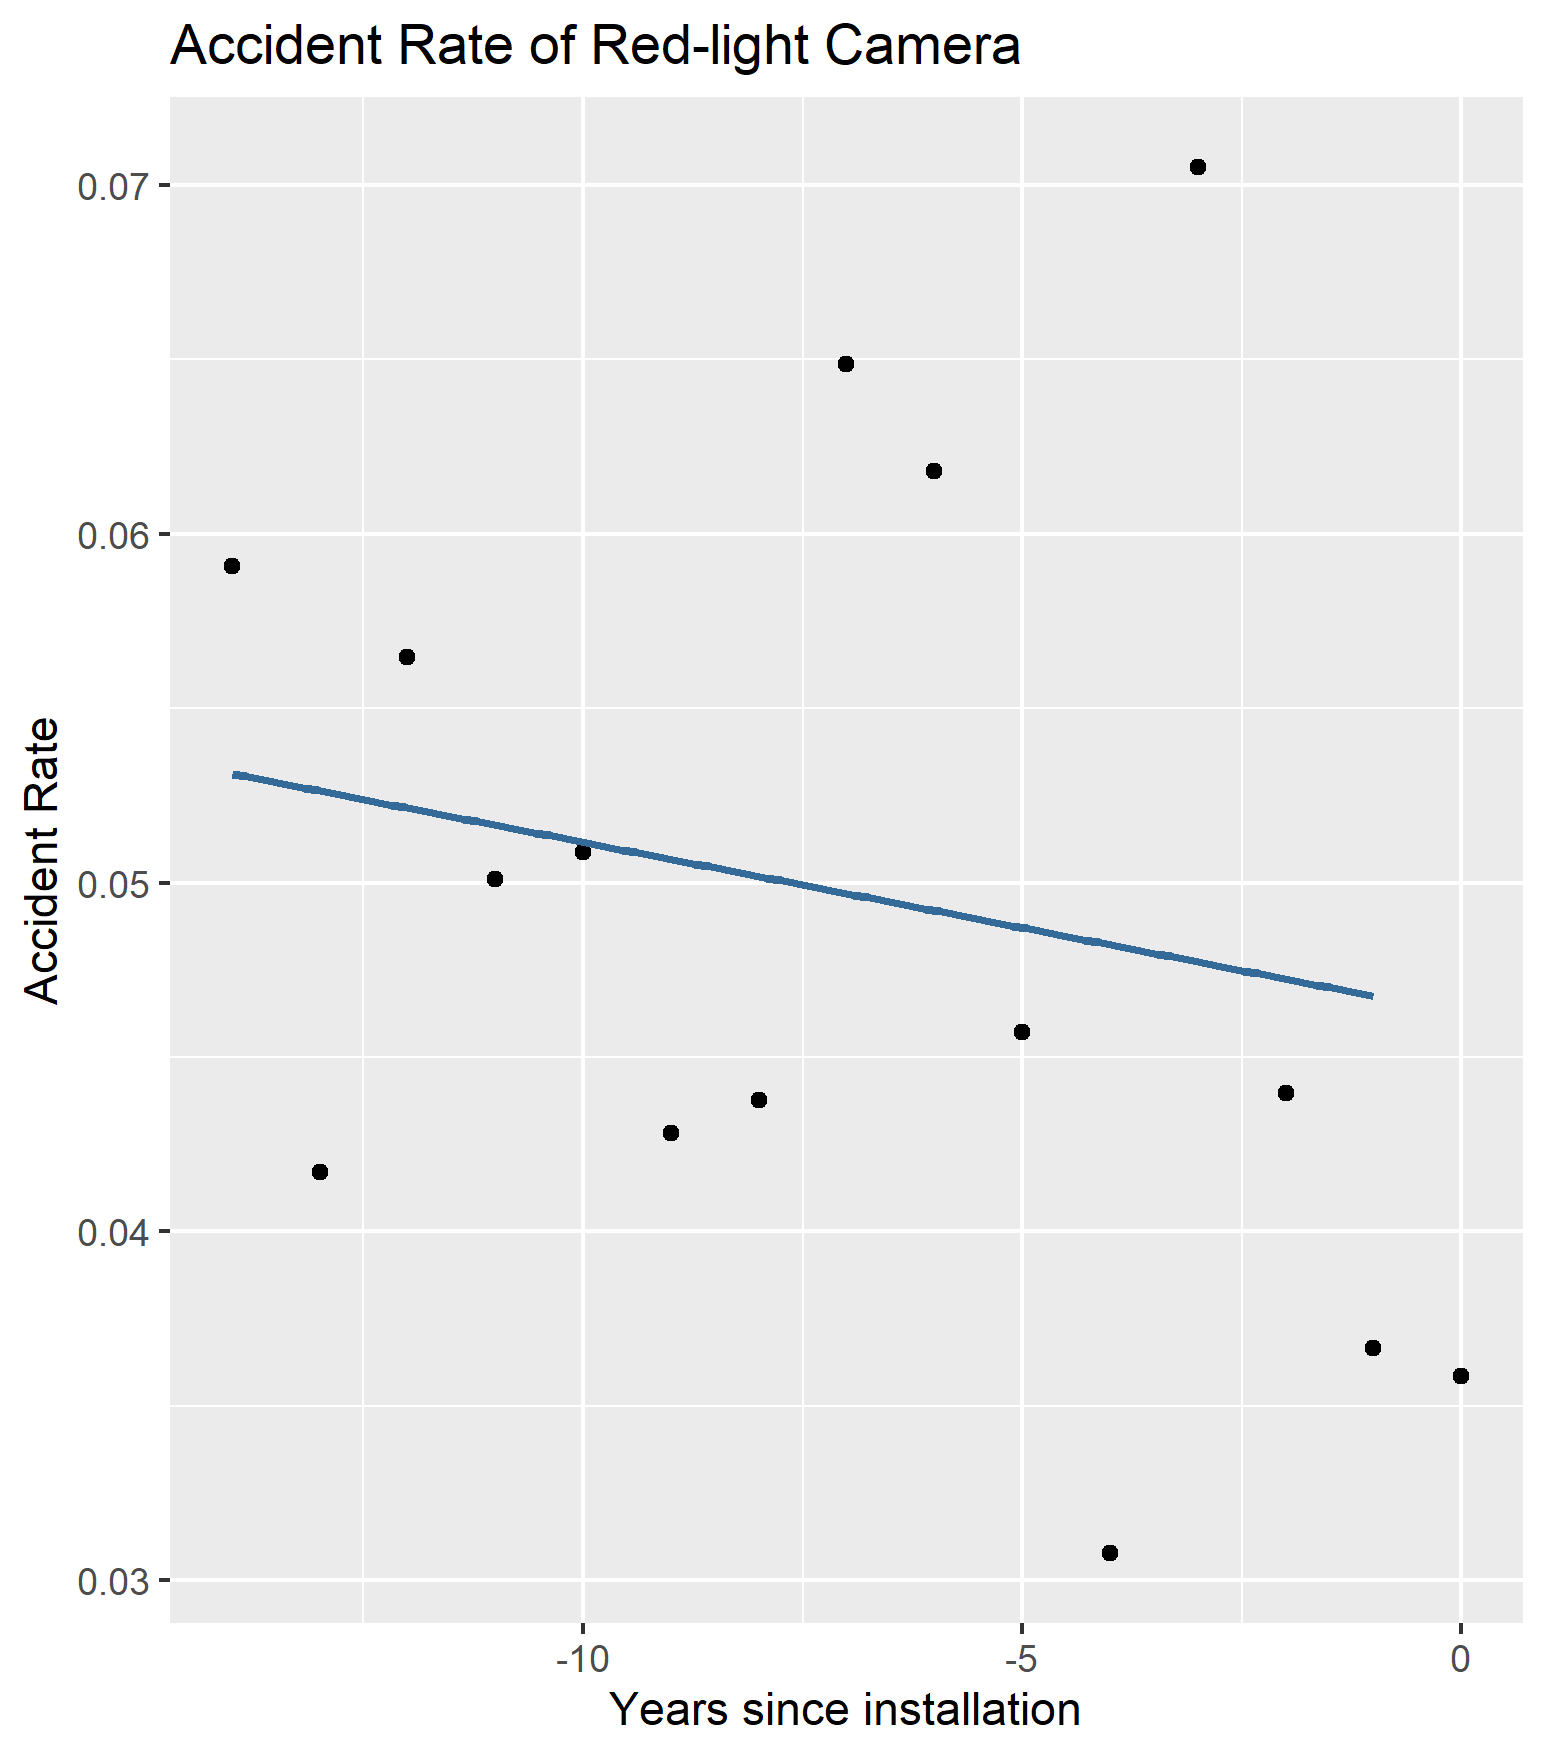 Accident Rate of Red-light Camera
Accident Rate
0.07
0.06
0.05
0.04
0.03
-10
-5
0
Years since installation